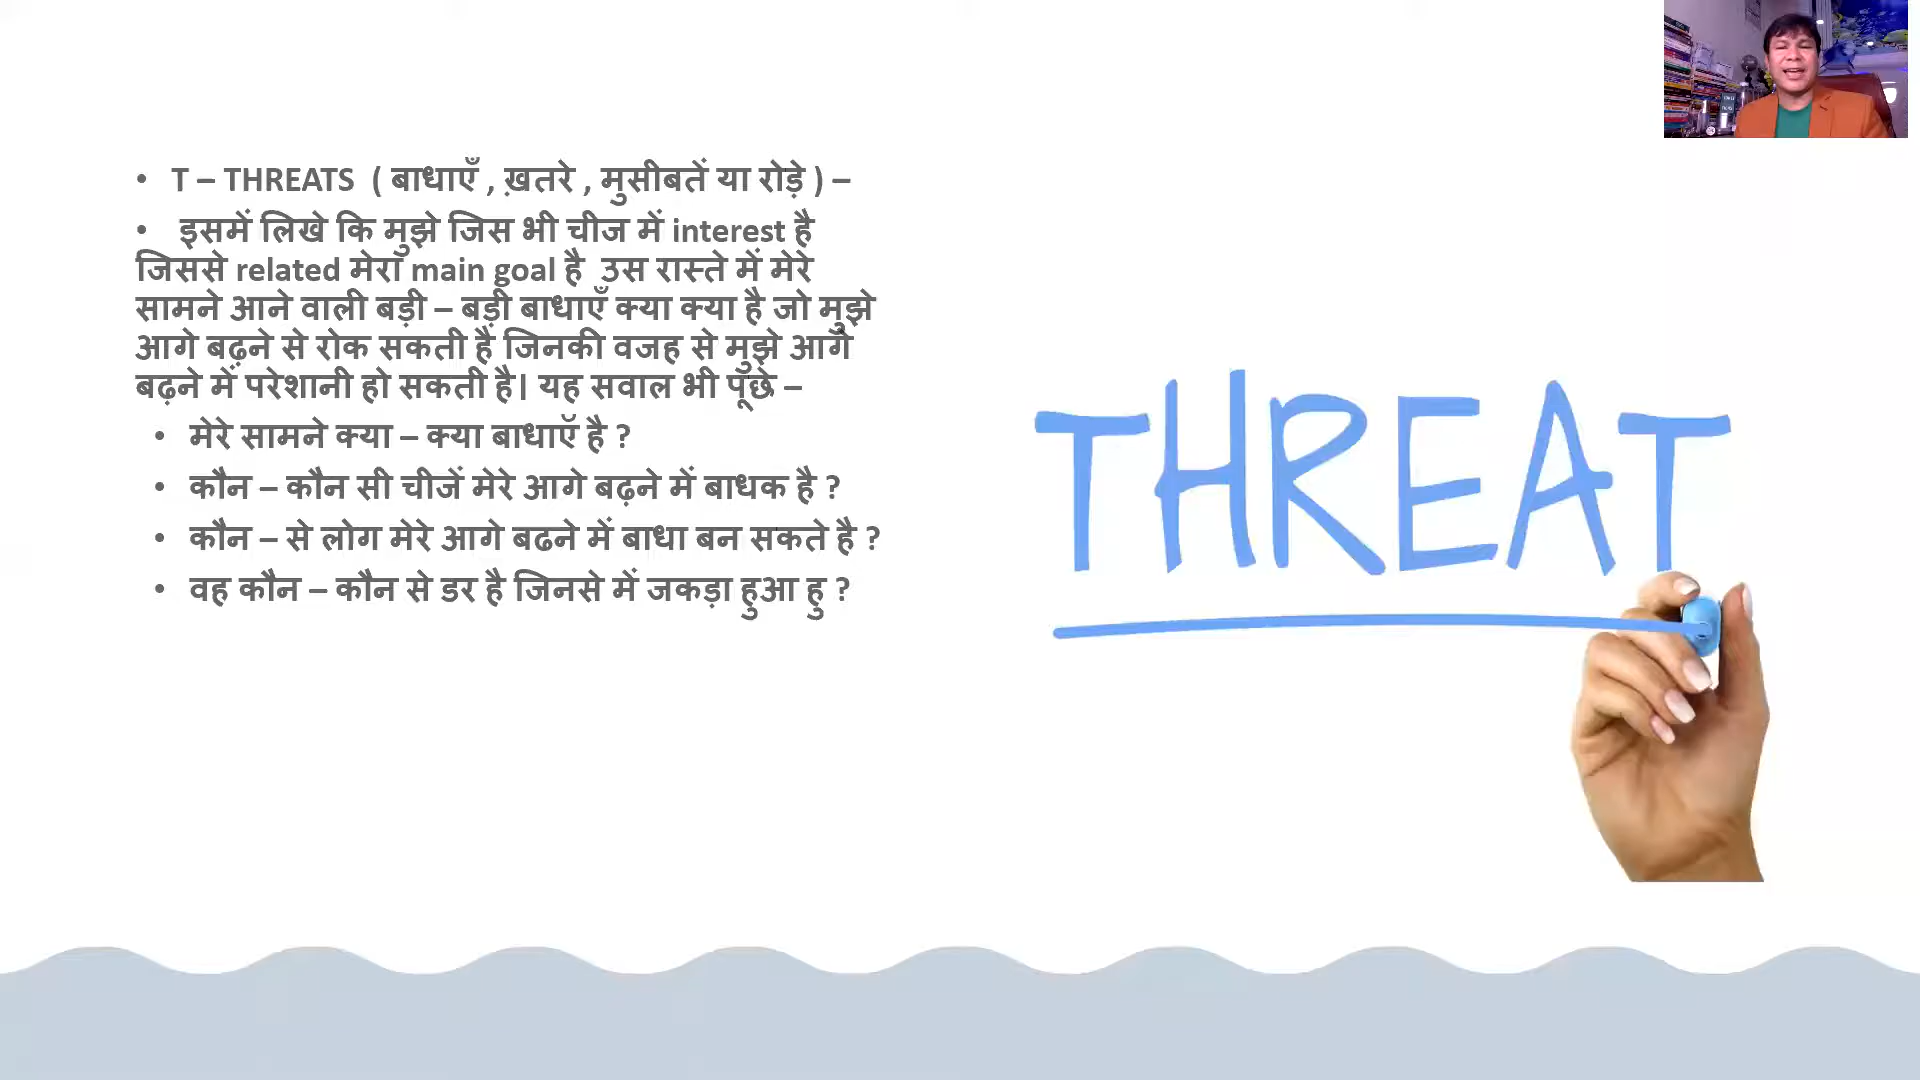 • T – THREATS ( बाधाएँ , ख़तरे , मुसीबतें या रोड़े ) –
• इसमें लिखे कि मुझे जिस भी चीज में interest है
जिससे related मेरा main goal है उस रास्ते में मेरे
सामने आने वाली बड़ी – बड़ी बाधाएँ क्या क्या है जो मुझे
आगे बढ़ने से रोक सकती है जिनकी वजह से मुझे आगे
बढ़ने में परेशानी हो सकती है| यह सवाल भी पूछे –
• मेरे सामने क्या – क्या बाधाएॅ है ?
• कौन – कौन सी चीजें मेरे आगे बढ़ने में बाधक है ?
• कौन – से लोग मेरे आगे बढने में बाधा बन सकते है ?
• वह कौन – कौन से डर है जिनसे में जकड़ा हुआ हु ?
THREAT